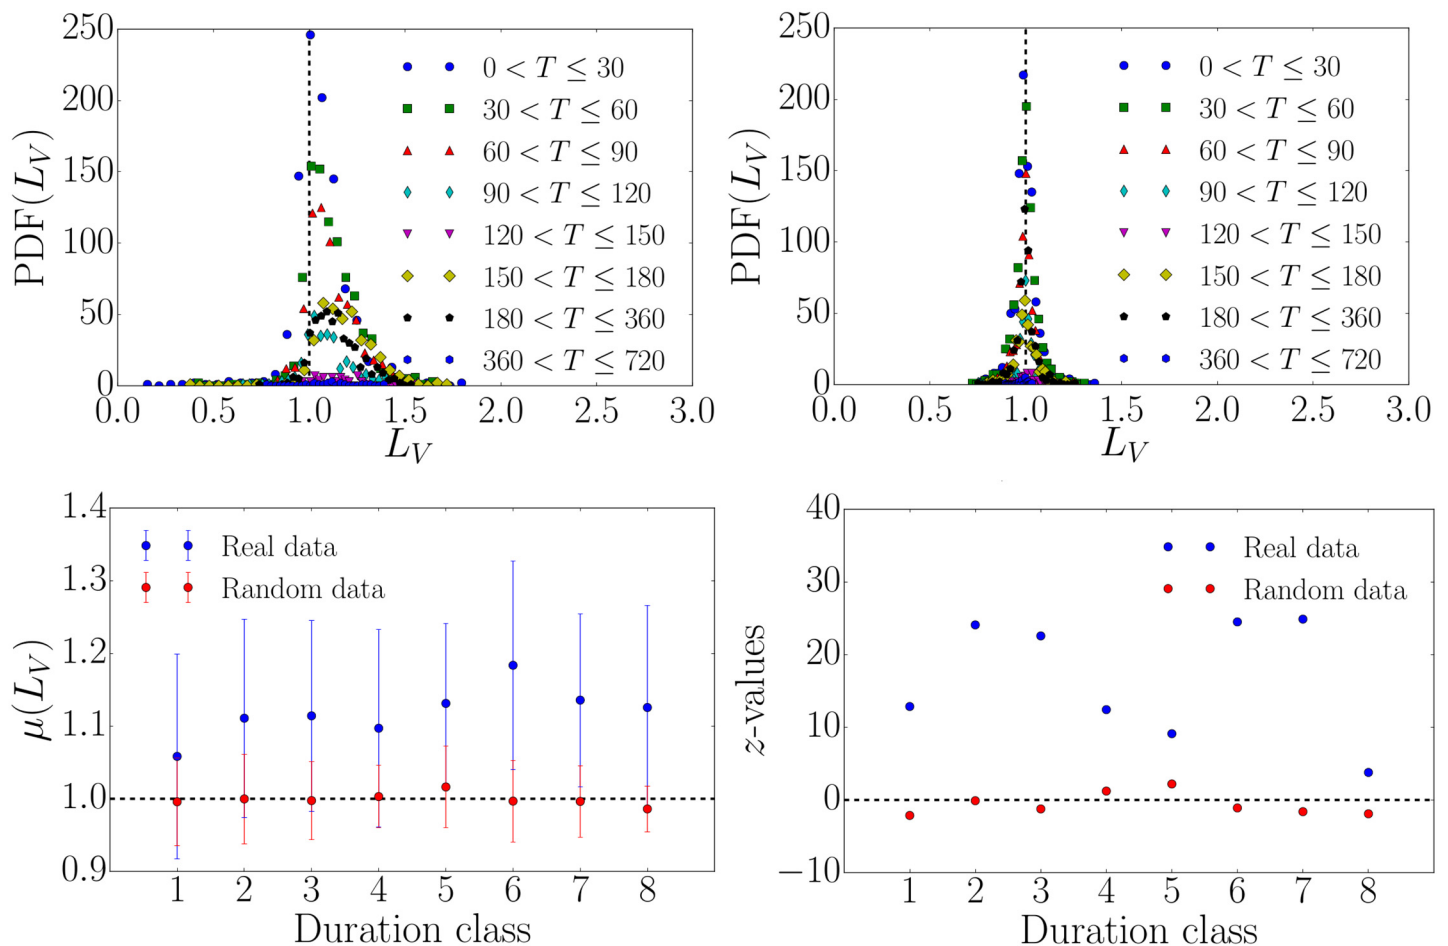 PDF(L_V)
250
200
150
100
50
0
0.0 0.5 1.0 1.5 2.0 2.5 3.0
L_V
0 < T ≤ 30
30 < T ≤ 60
60 < T ≤ 90
90 < T ≤ 120
120 < T ≤ 150
150 < T ≤ 180
180 < T ≤ 360
360 < T ≤ 720
PDF(L_V)
250
200
150
100
50
0
0.0 0.5 1.0 1.5 2.0 2.5 3.0
L_V
0 < T ≤ 30
30 < T ≤ 60
60 < T ≤ 90
90 < T ≤ 120
120 < T ≤ 150
150 < T ≤ 180
180 < T ≤ 360
360 < T ≤ 720
μ(L_V)
1.4
1.3
1.2
1.1
1.0
0.9
1 2 3 4 5 6 7 8
Duration class
Real data
Random data
z-values
40
30
20
10
0
−10
1 2 3 4 5 6 7 8
Duration class
Real data
Random data